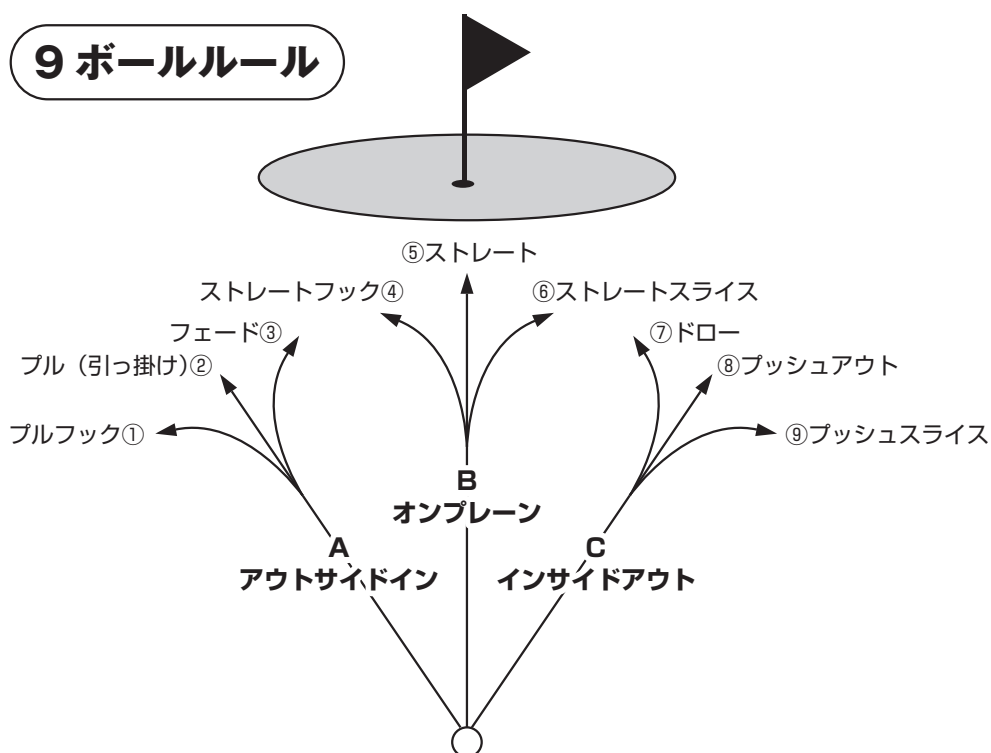 9 ボールルール
⑤ストレート
ストレートフック④
⑥ストレートスライス
フェード③
⑦ドロー
プル（引っ掛け）②
⑧プッシュアウト
プルフック①
⑨プッシュスライス
B
オンプレーン
A
アウトサイドイン
C
インサイドアウト